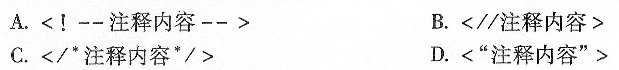 A. <! --注释内容-- > B. <//注释内容>
C. </*注释内容*/> D. <“注释内容”>